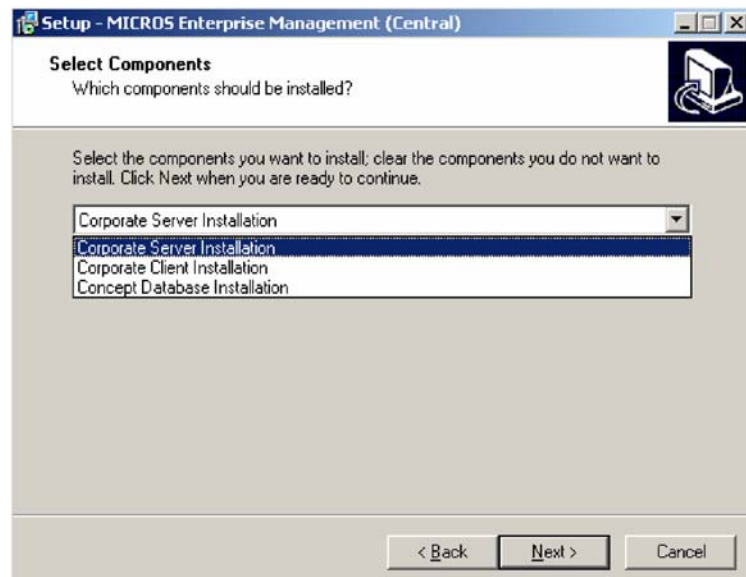 Setup - MICROS Enterprise Management (Central)
Select Components
Which components should be installed?
Select the components you want to install; clear the components you do not want to
install. Click Next when you are ready to continue.
Corporate Server Installation
Corporate Server Installation
Corporate Client Installation
Concept Database Installation
< Back
Next >
Cancel